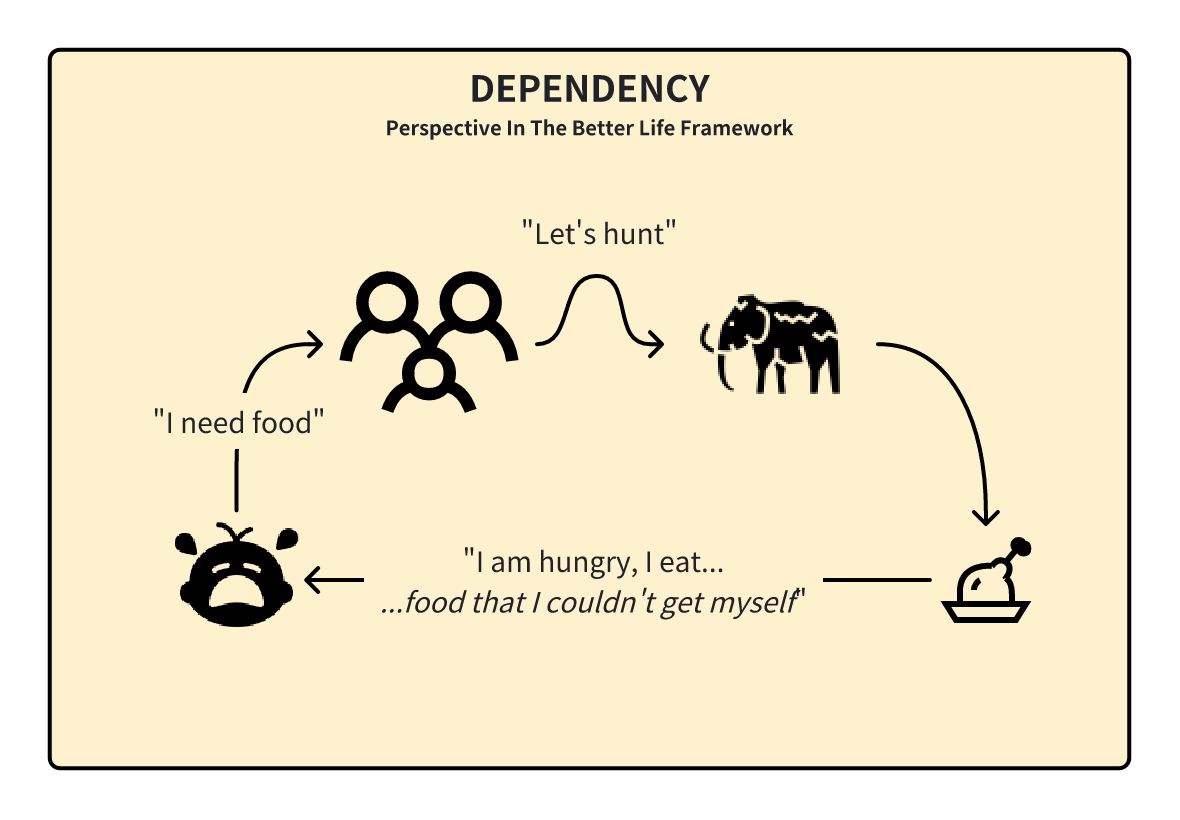 DEPENDENCY
Perspective In The Better Life Framework
"Let's hunt"
"I need food"
"I am hungry, I eat...
...food that I couldn't get myself"